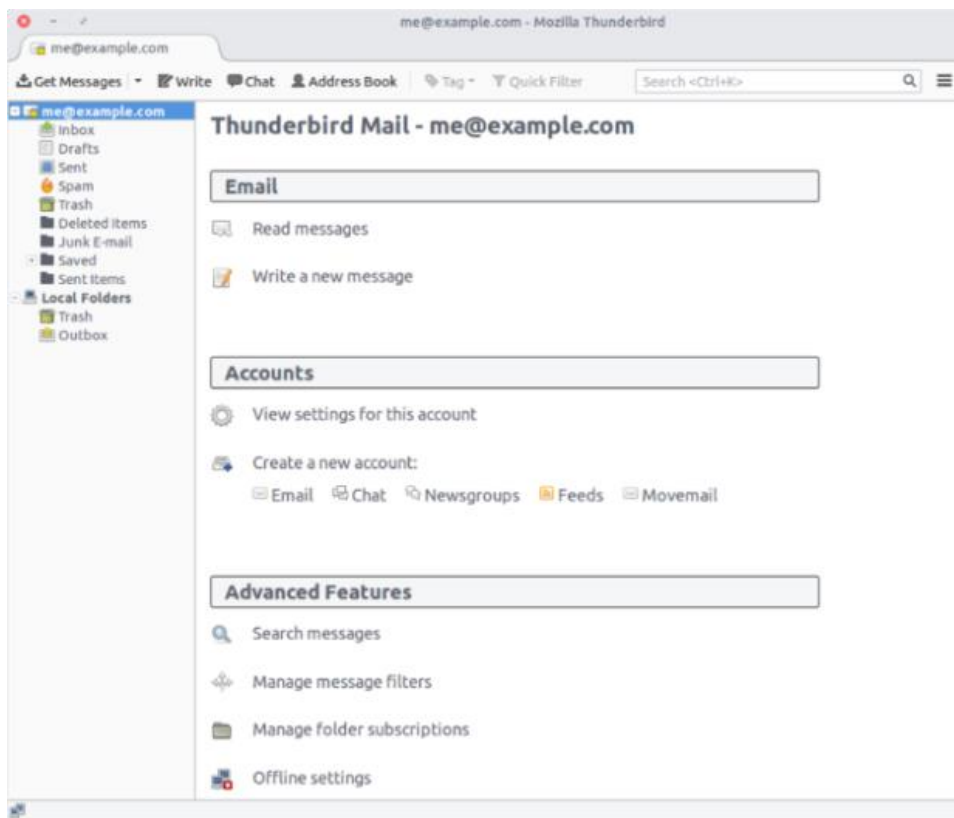 me@example.com - Mozilla Thunderbird
me@example.com
Get Messages Write Chat Address Book Tag Quick Filter Search <Ctrl+K>
me@example.com
Inbox
Drafts
Sent
Spam
Trash
Deleted Items
Junk E-mail
Saved
Sent Items
Local Folders
Trash
Outbox
Thunderbird Mail - me@example.com
Email
Read messages
Write a new message
Accounts
View settings for this account
Create a new account:
Email Chat Newsgroups Feeds Movemail
Advanced Features
Search messages
Manage message filters
Manage folder subscriptions
Offline settings